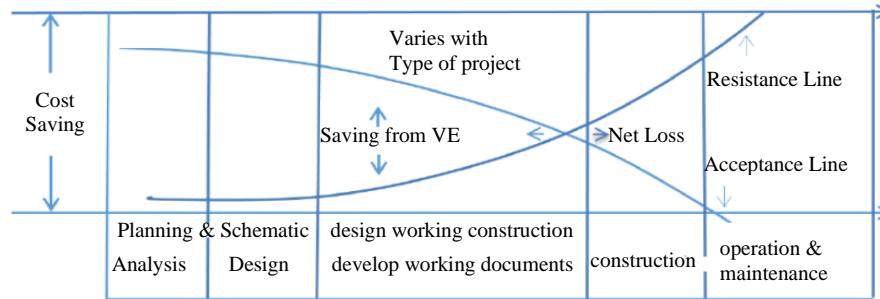 Varies with
Type of project
Resistance Line
Cost
Saving
Saving from VE
Net Loss
Acceptance Line
Planning & Schematic
Analysis Design
design working construction
develop working documents
construction
operation &
maintenance